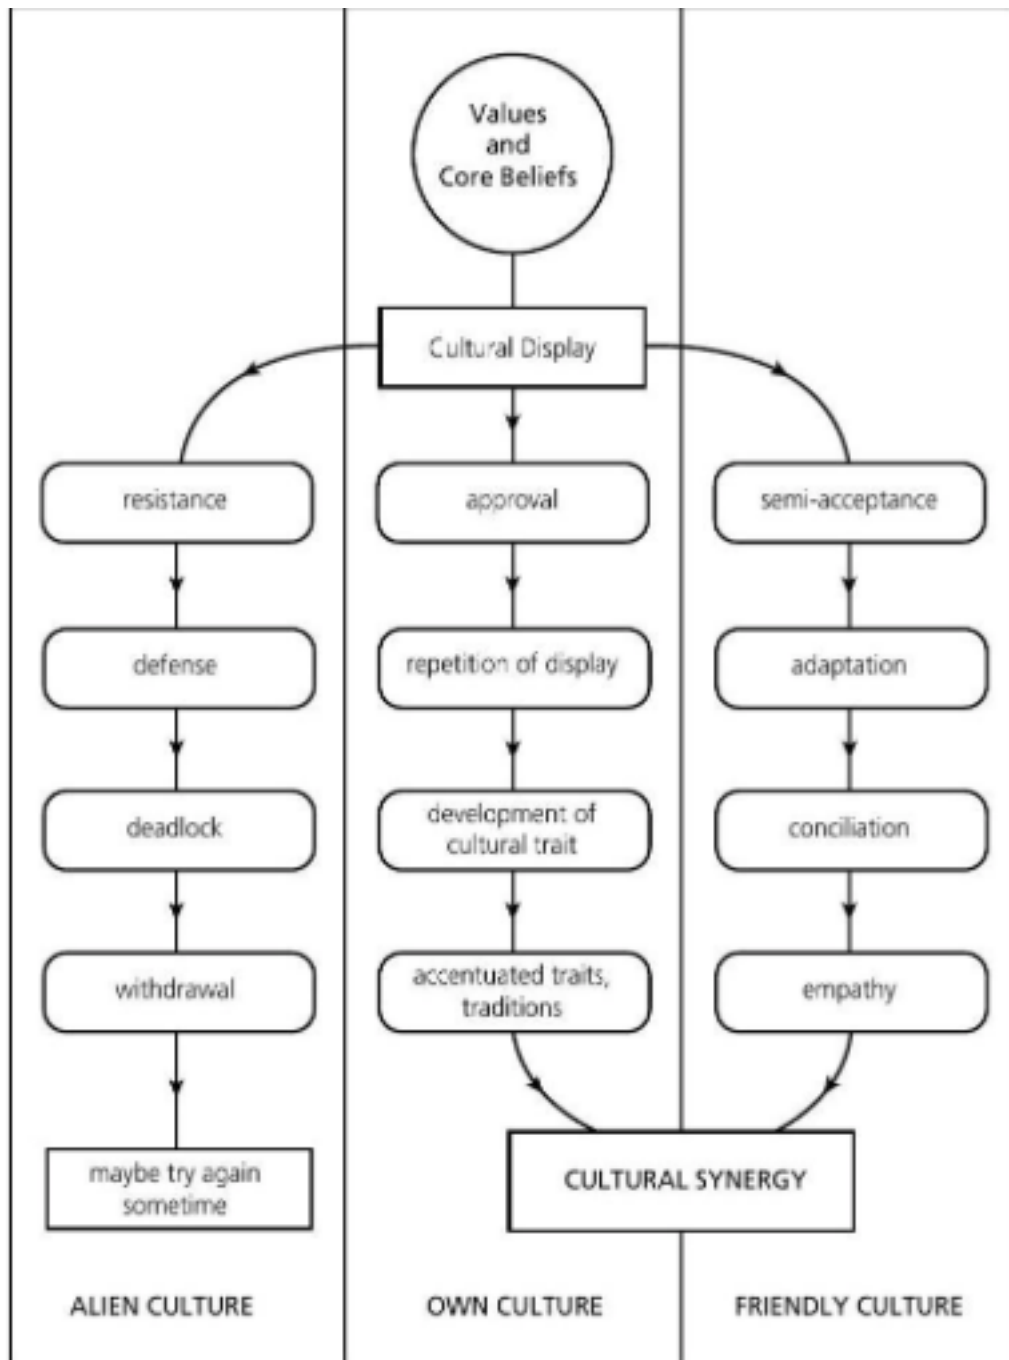 Values
and
Core Beliefs
Cultural Display
resistance
approval
semi-acceptance
defense
repetition of display
adaptation
deadlock
development of
cultural trait
conciliation
withdrawal
accentuated traits,
traditions
empathy
maybe try again
sometime
CULTURAL SYNERGY
ALIEN CULTURE
OWN CULTURE
FRIENDLY CULTURE